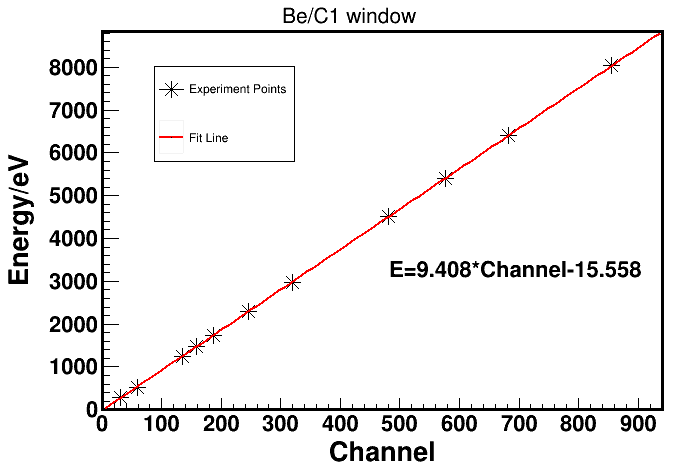 Be/C1 window
8000
7000
6000
5000
4000
3000
2000
1000
0
Energy/eV
Experiment Points
Fit Line
E=9.408*Channel-15.558
0 100 200 300 400 500 600 700 800 900
Channel